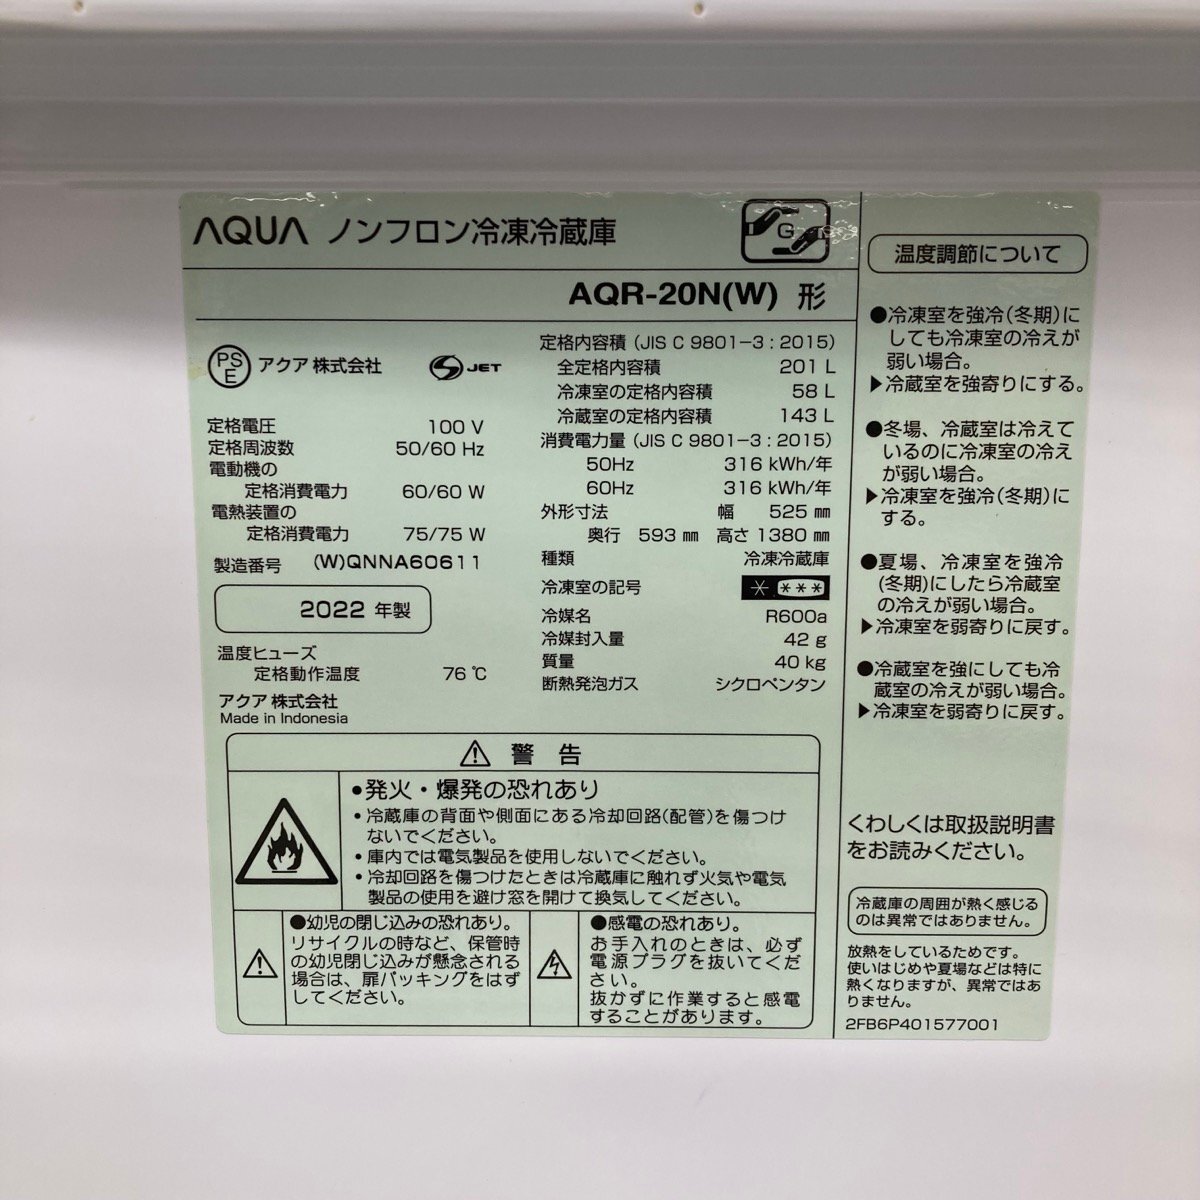 AQUA ノンフロン冷凍冷蔵庫
G
AQR-20N(W) 形
PS
E
アクア 株式会社
S JET
定格電圧 100 V
定格周波数 50/60 Hz
電動機の
定格消費電力 60/60 W
電熱装置の
定格消費電力 75/75 W
製造番号 (W)QNNA60611
2022 年製
温度ヒューズ
定格動作温度 76 ℃
アクア 株式会社
Made in Indonesia
定格内容積 (JIS C 9801-3 : 2015)
全定格内容積 201 L
冷凍室の定格内容積 58 L
冷蔵室の定格内容積 143 L
消費電力量 (JIS C 9801-3 : 2015)
50Hz 316 kWh/年
60Hz 316 kWh/年
外形寸法 幅 525 ㎜
奥行 593 ㎜ 高さ 1380 ㎜
種類 冷凍冷蔵庫
冷凍室の記号 * ***
冷媒名 R600a
冷媒封入量 42 g
質量 40 kg
断熱発泡ガス シクロペンタン
⚠ 警 告
•発火・爆発の恐れあり
・冷蔵庫の背面や側面にある冷却回路(配管)を傷つけ
ないでください。
・庫内では電気製品を使用しないでください。
・冷却回路を傷つけたときは冷蔵庫に触れず火気や電気
製品の使用を避け窓を開けて換気してください。
●幼児の閉じ込みの恐れあり。
リサイクルの時など、保管時
の幼児閉じ込みが懸念される
場合は、扉パッキングをはず
してください。
●感電の恐れあり。
お手入れのときは、必ず
電源プラグを抜いてくだ
さい。
抜かずに作業すると感電
することがあります。
温度調節について
●冷凍室を強冷(冬期)に
しても冷凍室の冷えが
弱い場合。
▶冷蔵室を強寄りにする。
●冬場、冷蔵室は冷えて
いるのに冷凍室の冷え
が弱い場合。
▶冷凍室を強冷(冬期)に
する。
●夏場、冷凍室を強冷
(冬期)にしたら冷蔵室
の冷えが弱い場合。
▶冷凍室を弱寄りに戻す。
●冷蔵室を強にしても冷
蔵室の冷えが弱い場合。
▶冷凍室を弱寄りに戻す。
くわしくは取扱説明書
をお読みください。
冷蔵庫の周囲が熱く感じる
のは異常ではありません。
放熱をしているためです。
使いはじめや夏場などは特に
熱くなりますが、異常ではあ
りません。
2FB6P401577001